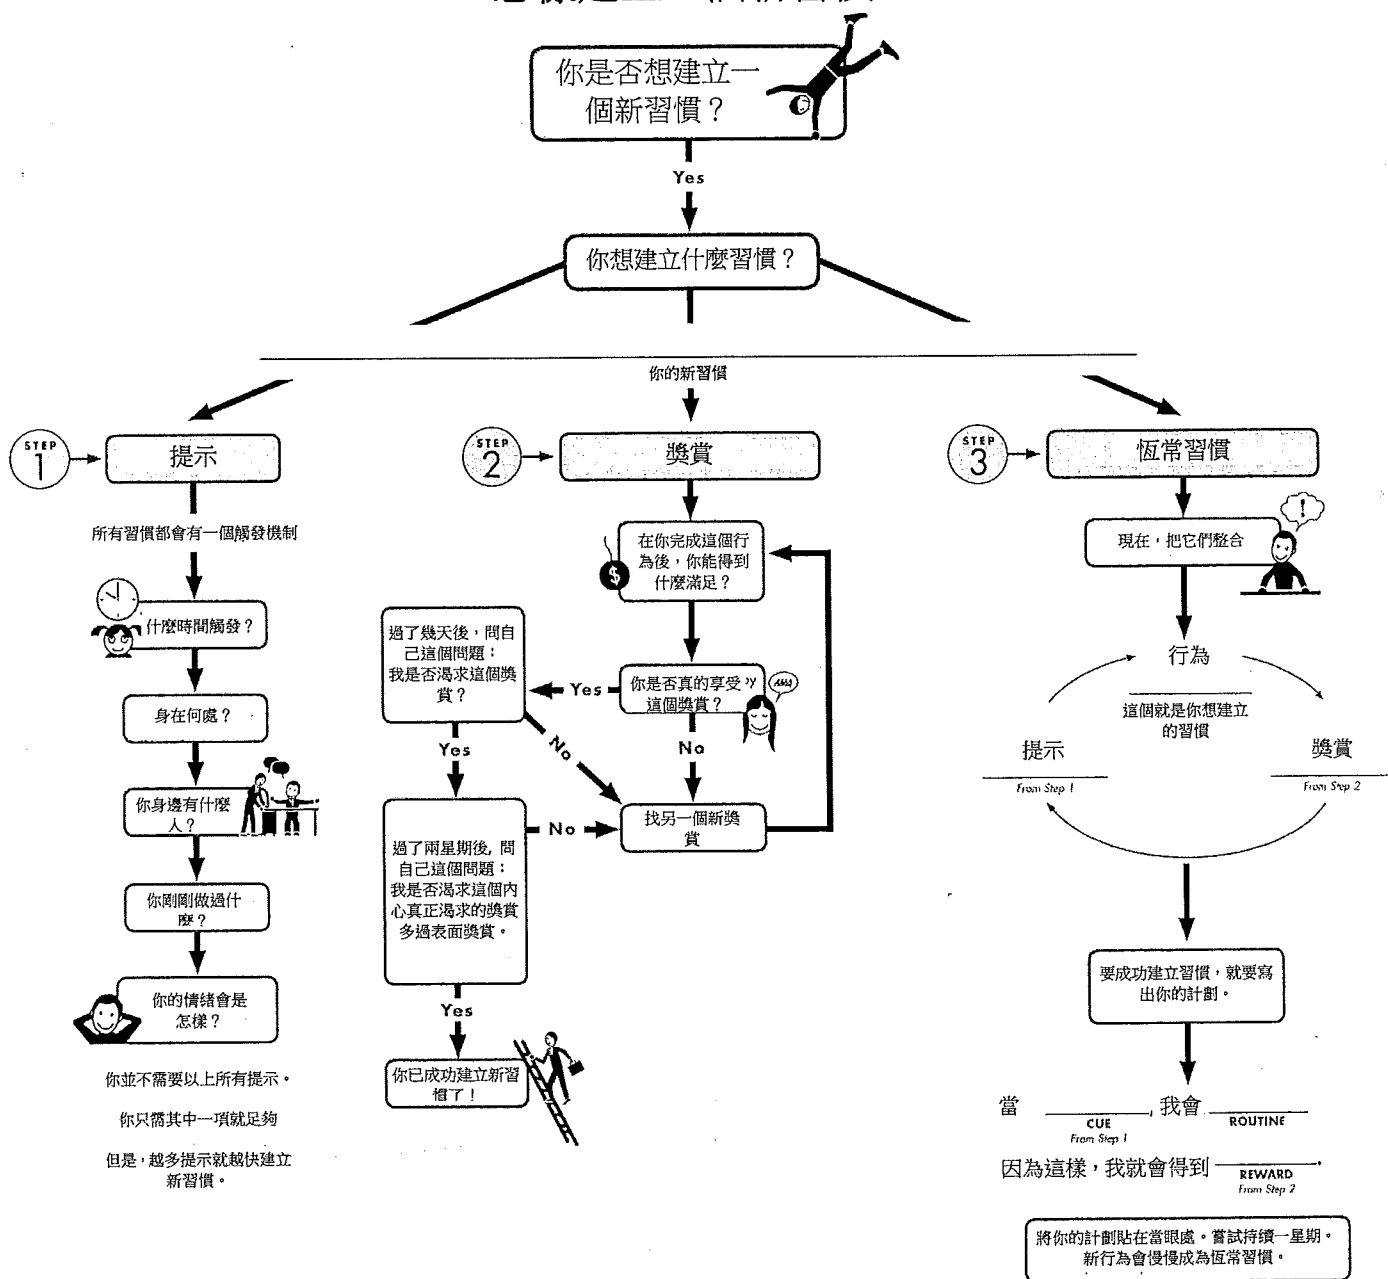 你是否想建立一
個新習慣？
Yes
你想建立什麼習慣？
你的新習慣
STEP
1
提示
所有習慣都會有一個觸發機制
什麼時間觸發？
身在何處？
你身邊有什麼
人？
你剛剛做過什
麼？
你的情緒會是
怎樣？
你並不需要以上所有提示。
你只需其中一項就足夠
但是，越多提示就越快建立
新習慣。
STEP
2
獎賞
在你完成這個行
為後，你能得到
什麼滿足？
$
你是否真的享受
這個獎賞？
AHA
Yes
No
過了幾天後，問自
己這個問題：
我是否渴求這個獎
賞？
Yes
No
找另一個新獎
賞
過了兩星期後, 問
自己這個問題：
我是否渴求這個內
心真正渴求的獎賞
多過表面獎賞。
No
Yes
你已成功建立新習
慣了！
STEP
3
恆常習慣
現在，把它們整合
!
行為
這個就是你想建立
的習慣
提示
From Step 1
獎賞
From Step 2
要成功建立習慣，就要寫
出你的計劃。
當 ，我會
CUE
From Step 1
ROUTINE
因為這樣，我就會得到 .
REWARD
From Step 2
將你的計劃貼在當眼處。嘗試持續一星期。
新行為會慢慢成為恆常習慣。